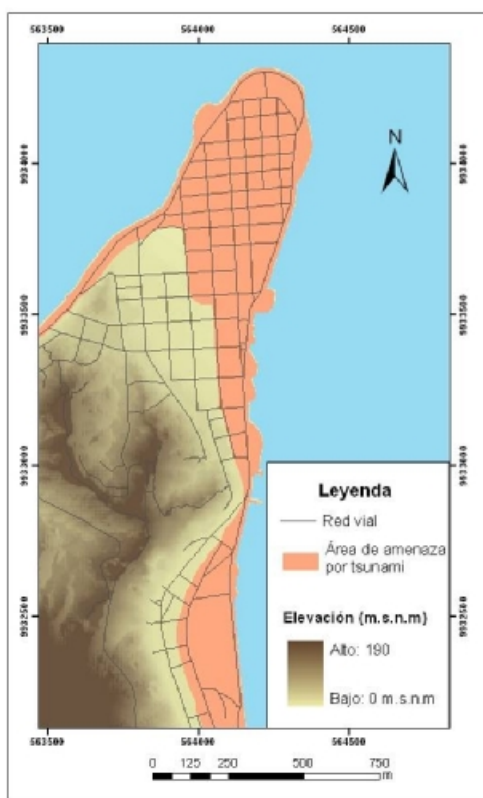 563500 564000 564500
9934000
9934000
N
9933500
9933500
9933000
9933000
Leyenda
Red vial
Área de amenaza
por tsunami
Elevación (m.s.n.m)
Alto: 190
Bajo: 0 m.s.n.m
9932500
9932500
563500 564000 564500
0 125 250 500 750
m